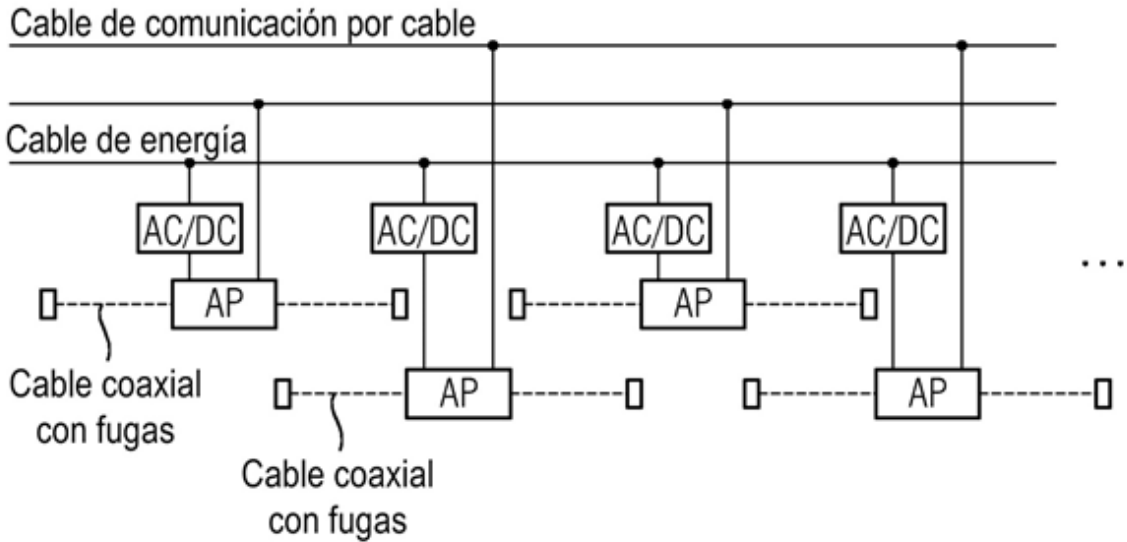 Cable de comunicación por cable
Cable de energía
AC/DC
AC/DC
AC/DC
AC/DC
...
AP
AP
AP
AP
Cable coaxial
con fugas
Cable coaxial
con fugas